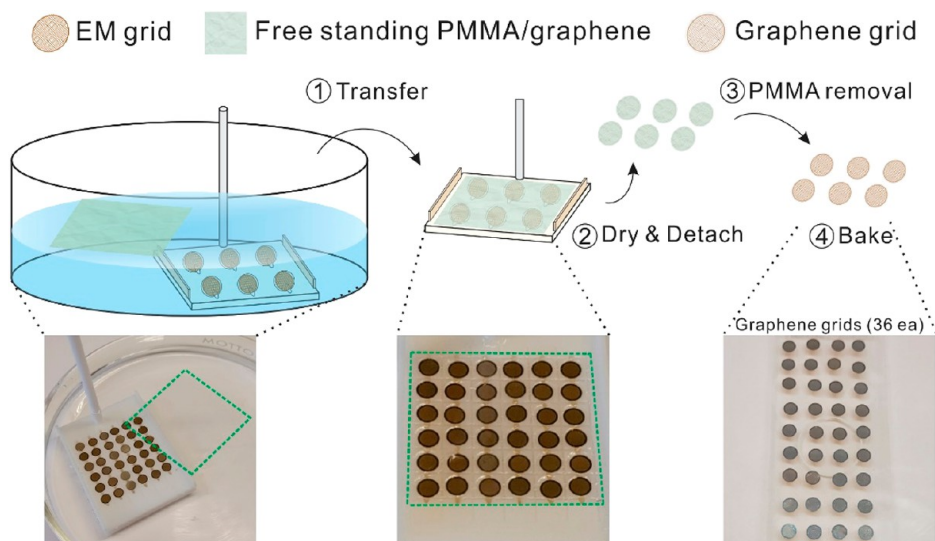 EM grid
Free standing PMMA/graphene
Graphene grid
① Transfer
③ PMMA removal
② Dry & Detach
④ Bake
Graphene grids (36 ea)
MOTTO